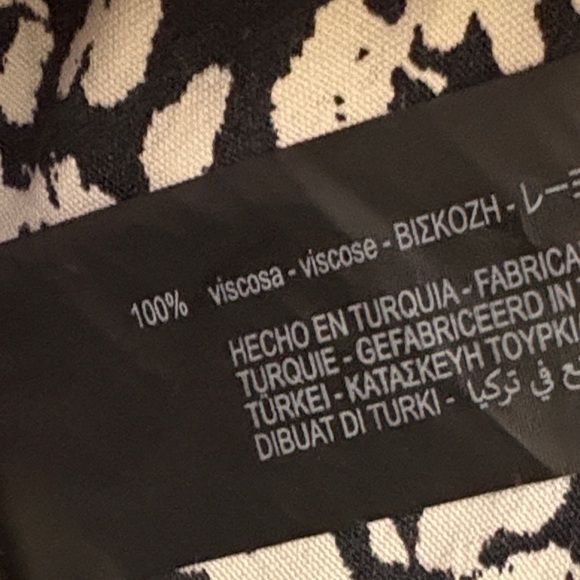 100% viscosa - viscose - ΒΙΣΚΟΖΗ - レー
HECHO EN TURQUIA - FABRICA
TURQUIE - GEFABRICEERD IN
TÜRKEI - ΚΑΤΑΣΚΕΥΗ ΤΟΥΡΚΙ
DIBUAT DI TURKI - ع في تركيا